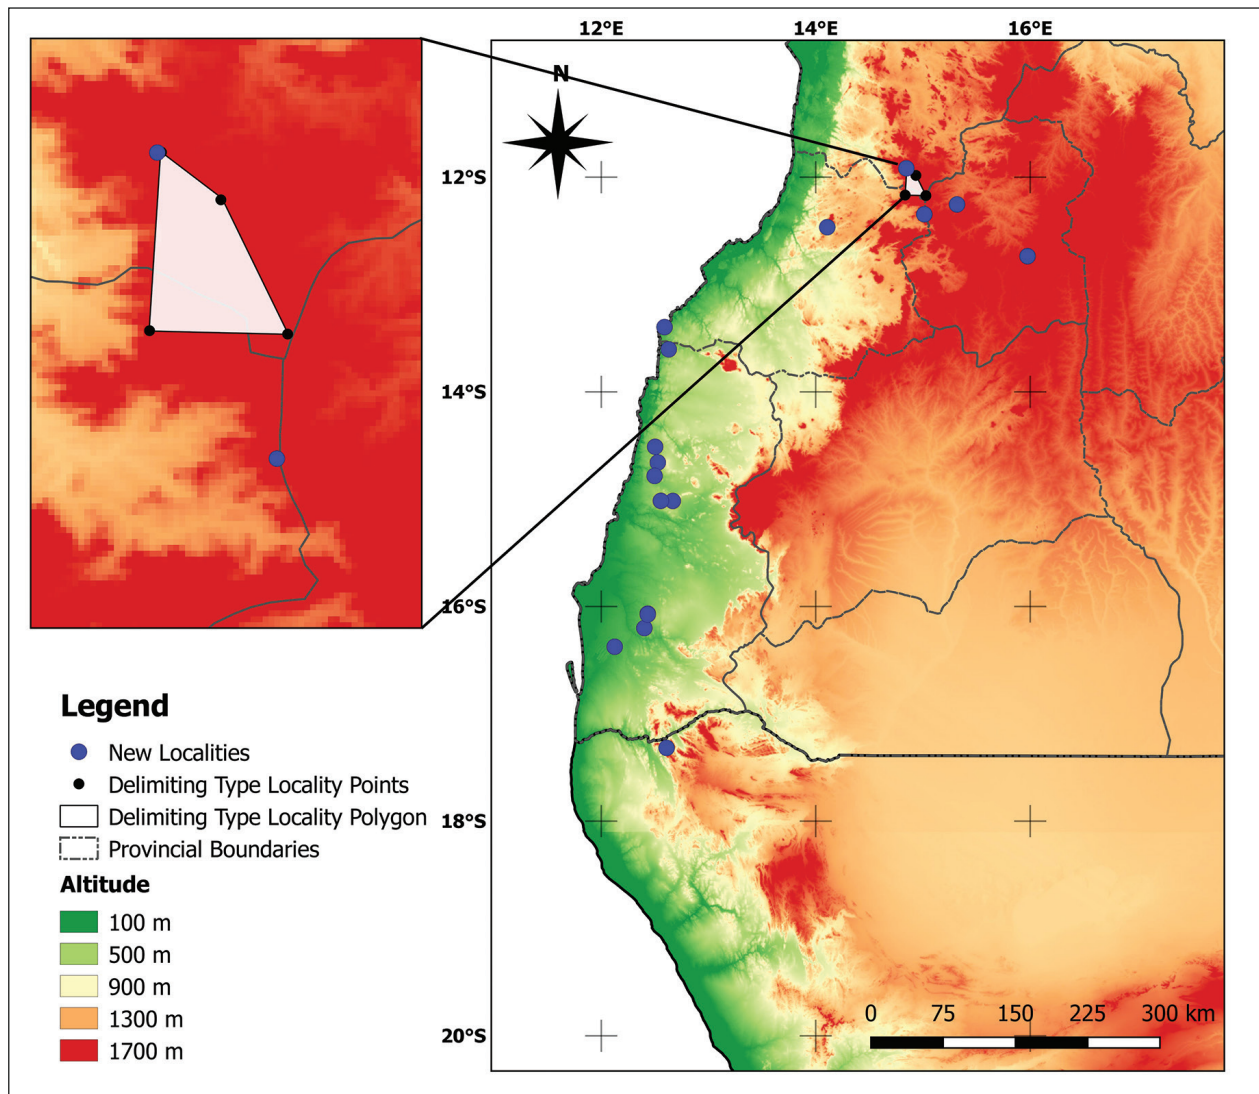 12°E 14°E 16°E
N
12°S
14°S
16°S
18°S
20°S
Legend
New Localities
Delimiting Type Locality Points
Delimiting Type Locality Polygon
Provincial Boundaries
Altitude
100 m
500 m
900 m
1300 m
1700 m
0 75 150 225 300 km